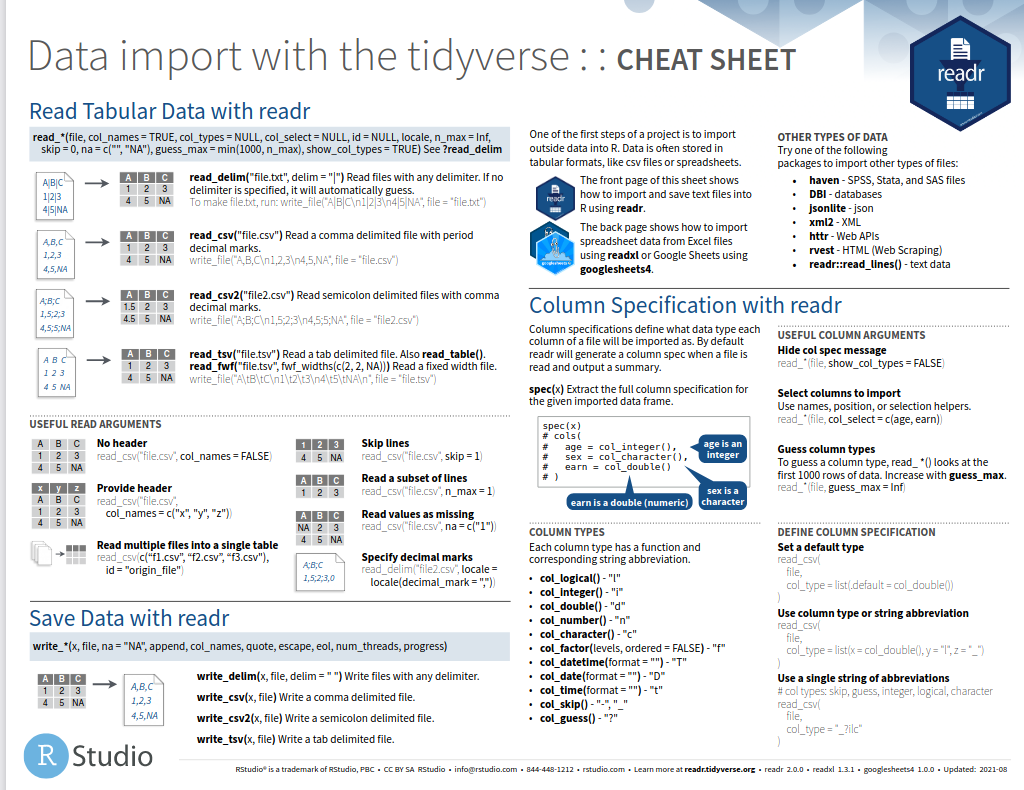 Data import with the tidyverse : : CHEAT SHEET
readr
Read Tabular Data with readr
read_*(file, col_names = TRUE, col_types = NULL, col_select = NULL, id = NULL, locale, n_max = Inf,
skip = 0, na = c("", "NA"), guess_max = min(1000, n_max), show_col_types = TRUE) See ?read_delim
A|B|C
1|2|3
4|5|NA
A B C
1 2 3
4 5 NA
read_delim("file.txt", delim = "|") Read files with any delimiter. If no
delimiter is specified, it will automatically guess.
To make file.txt, run: write_file("A|B|C\n1|2|3\n4|5|NA", file = "file.txt")
A,B,C
1,2,3
4,5,NA
A B C
1 2 3
4 5 NA
read_csv("file.csv") Read a comma delimited file with period
decimal marks.
write_file("A,B,C\n1,2,3\n4,5,NA", file = "file.csv")
A;B;C
1,5;2;3
4,5;5;NA
A B C
1.5 2 3
4.5 5 NA
read_csv2("file2.csv") Read semicolon delimited files with comma
decimal marks.
write_file("A;B;C\n1,5;2;3\n4,5;5;NA", file = "file2.csv")
A B C
1 2 3
4 5 NA
A B C
1 2 3
4 5 NA
read_tsv("file.tsv") Read a tab delimited file. Also read_table().
read_fwf("file.tsv", fwf_widths(c(2, 2, NA))) Read a fixed width file.
write_file("A\tB\tC\n1\t2\t3\n4\t5\tNA\n", file = "file.tsv")
USEFUL READ ARGUMENTS
A B C
1 2 3
4 5 NA
No header
read_csv("file.csv", col_names = FALSE)
x y z
A B C
1 2 3
4 5 NA
Provide header
read_csv("file.csv",
col_names = c("x", "y", "z"))
Read multiple files into a single table
read_csv(c("f1.csv", "f2.csv", "f3.csv"),
id = "origin_file")
1 2 3
4 5 NA
Skip lines
read_csv("file.csv", skip = 1)
A B C
1 2 3
Read a subset of lines
read_csv("file.csv", n_max = 1)
A B C
NA 2 3
4 5 NA
Read values as missing
read_csv("file.csv", na = c("1"))
A;B;C
1,5;2;3,0
Specify decimal marks
read_delim("file2.csv", locale =
locale(decimal_mark = ","))
Save Data with readr
write_*(x, file, na = "NA", append, col_names, quote, escape, eol, num_threads, progress)
A B C
1 2 3
4 5 NA
A,B,C
1,2,3
4,5,NA
write_delim(x, file, delim = " ") Write files with any delimiter.
write_csv(x, file) Write a comma delimited file.
write_csv2(x, file) Write a semicolon delimited file.
write_tsv(x, file) Write a tab delimited file.
One of the first steps of a project is to import
outside data into R. Data is often stored in
tabular formats, like csv files or spreadsheets.
readr
The front page of this sheet shows
how to import and save text files into
R using readr.
googlesheets4
The back page shows how to import
spreadsheet data from Excel files
using readxl or Google Sheets using
googlesheets4.
OTHER TYPES OF DATA
Try one of the following
packages to import other types of files:
• haven - SPSS, Stata, and SAS files
• DBI - databases
• jsonlite - json
• xml2 - XML
• httr - Web APIs
• rvest - HTML (Web Scraping)
• readr::read_lines() - text data
Column Specification with readr
Column specifications define what data type each
column of a file will be imported as. By default
readr will generate a column spec when a file is
read and output a summary.
spec(x) Extract the full column specification for
the given imported data frame.
spec(x)
# cols(
# age = col_integer(),
# sex = col_character(),
# earn = col_double()
# )
age is an
integer
sex is a
character
earn is a double (numeric)
COLUMN TYPES
Each column type has a function and
corresponding string abbreviation.
• col_logical() - "l"
• col_integer() - "i"
• col_double() - "d"
• col_number() - "n"
• col_character() - "c"
• col_factor(levels, ordered = FALSE) - "f"
• col_datetime(format = "") - "T"
• col_date(format = "") - "D"
• col_time(format = "") - "t"
• col_skip() - "-", "_"
• col_guess() - "?"
USEFUL COLUMN ARGUMENTS
Hide col spec message
read_*(file, show_col_types = FALSE)
Select columns to import
Use names, position, or selection helpers.
read_*(file, col_select = c(age, earn))
Guess column types
To guess a column type, read_ *() looks at the
first 1000 rows of data. Increase with guess_max.
read_*(file, guess_max = Inf)
DEFINE COLUMN SPECIFICATION
Set a default type
read_csv(
file,
col_type = list(.default = col_double())
)
Use column type or string abbreviation
read_csv(
file,
col_type = list(x = col_double(), y = "l", z = "_")
)
Use a single string of abbreviations
# col types: skip, guess, integer, logical, character
read_csv(
file,
col_type = "_?ilc"
)
R Studio
RStudio® is a trademark of RStudio, PBC • CC BY SA RStudio • info@rstudio.com • 844-448-1212 • rstudio.com • Learn more at readr.tidyverse.org • readr 2.0.0 • readxl 1.3.1 • googlesheets4 1.0.0 • Updated: 2021-08